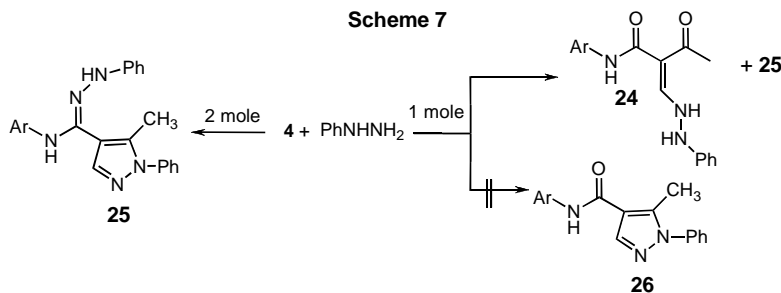 Scheme 7
Ar
N
H
O
O
24
NH
HN
Ph
+ 25
Ar
N
H
N
HN
Ph
CH₃
N
N
Ph
25
2 mole
4 + PhNHNH₂
1 mole
Ar
N
H
O
CH₃
N
N
Ph
26